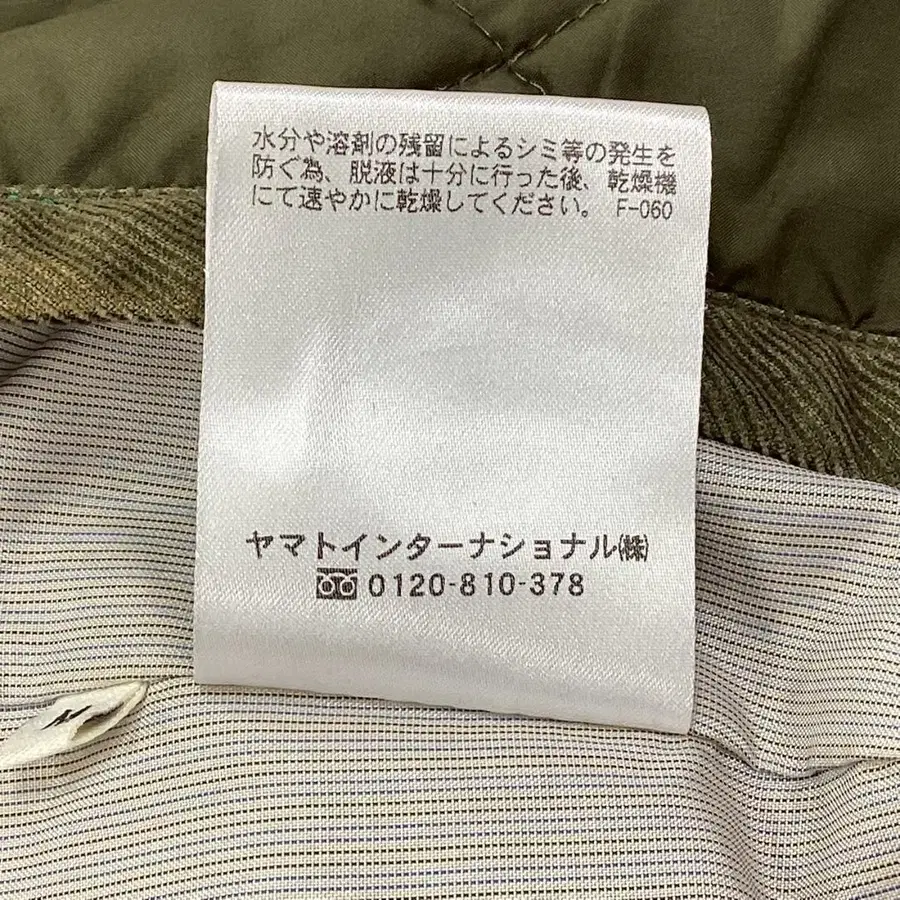 水分や溶剤の残留によるシミ等の発生を
防ぐ為、脱液は十分に行った後、乾燥機
にて速やかに乾燥してください。 F-060
ヤマトインターナショナル㈱
0120-810-378
M